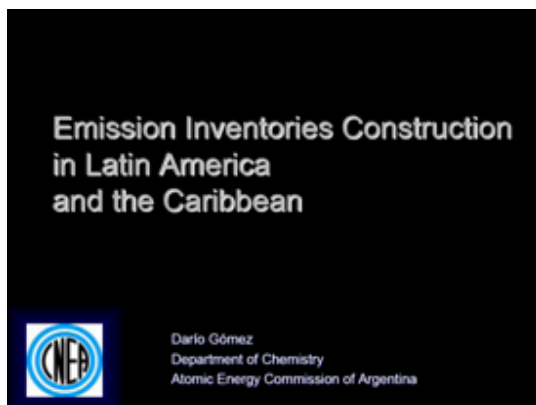 Emission Inventories Construction
in Latin America
and the Caribbean
CNEA
Darío Gómez
Department of Chemistry
Atomic Energy Commission of Argentina